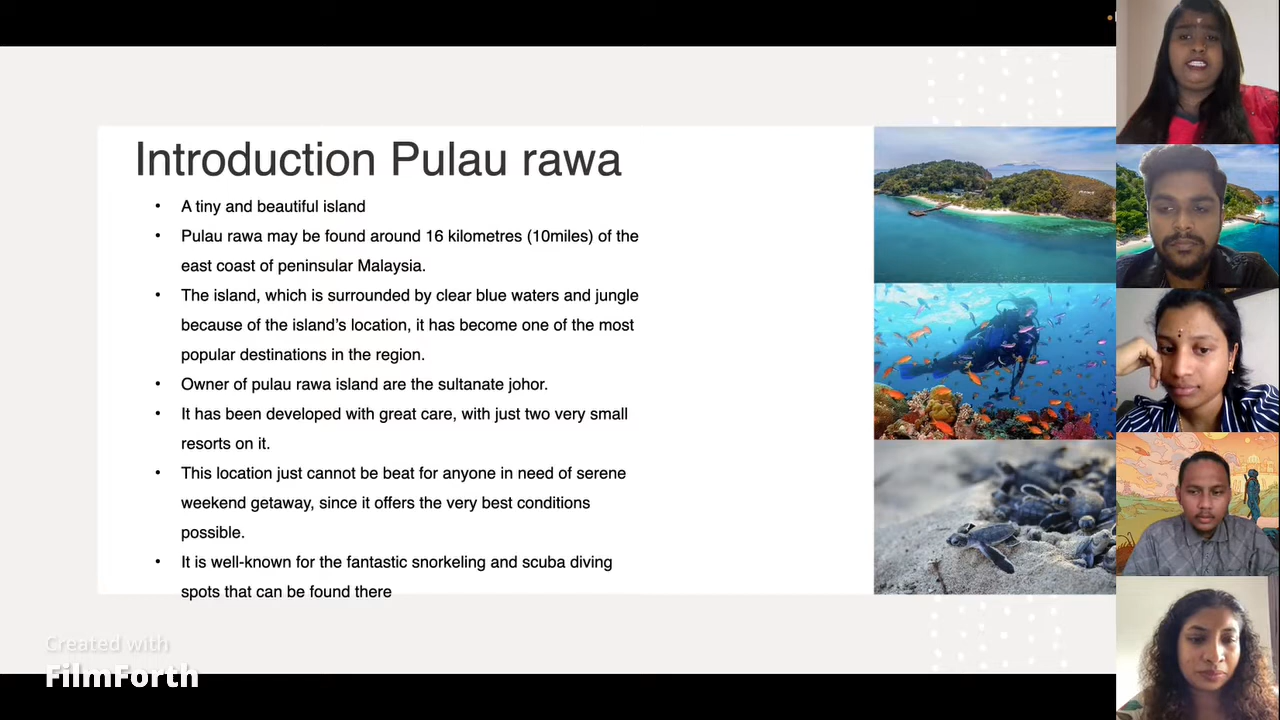 Introduction Pulau rawa
• A tiny and beautiful island
• Pulau rawa may be found around 16 kilometres (10miles) of the
east coast of peninsular Malaysia.
• The island, which is surrounded by clear blue waters and jungle
because of the island's location, it has become one of the most
popular destinations in the region.
• Owner of pulau rawa island are the sultanate johor.
• It has been developed with great care, with just two very small
resorts on it.
• This location just cannot be beat for anyone in need of serene
weekend getaway, since it offers the very best conditions
possible.
• It is well-known for the fantastic snorkeling and scuba diving
spots that can be found there
Created with
FilmForth